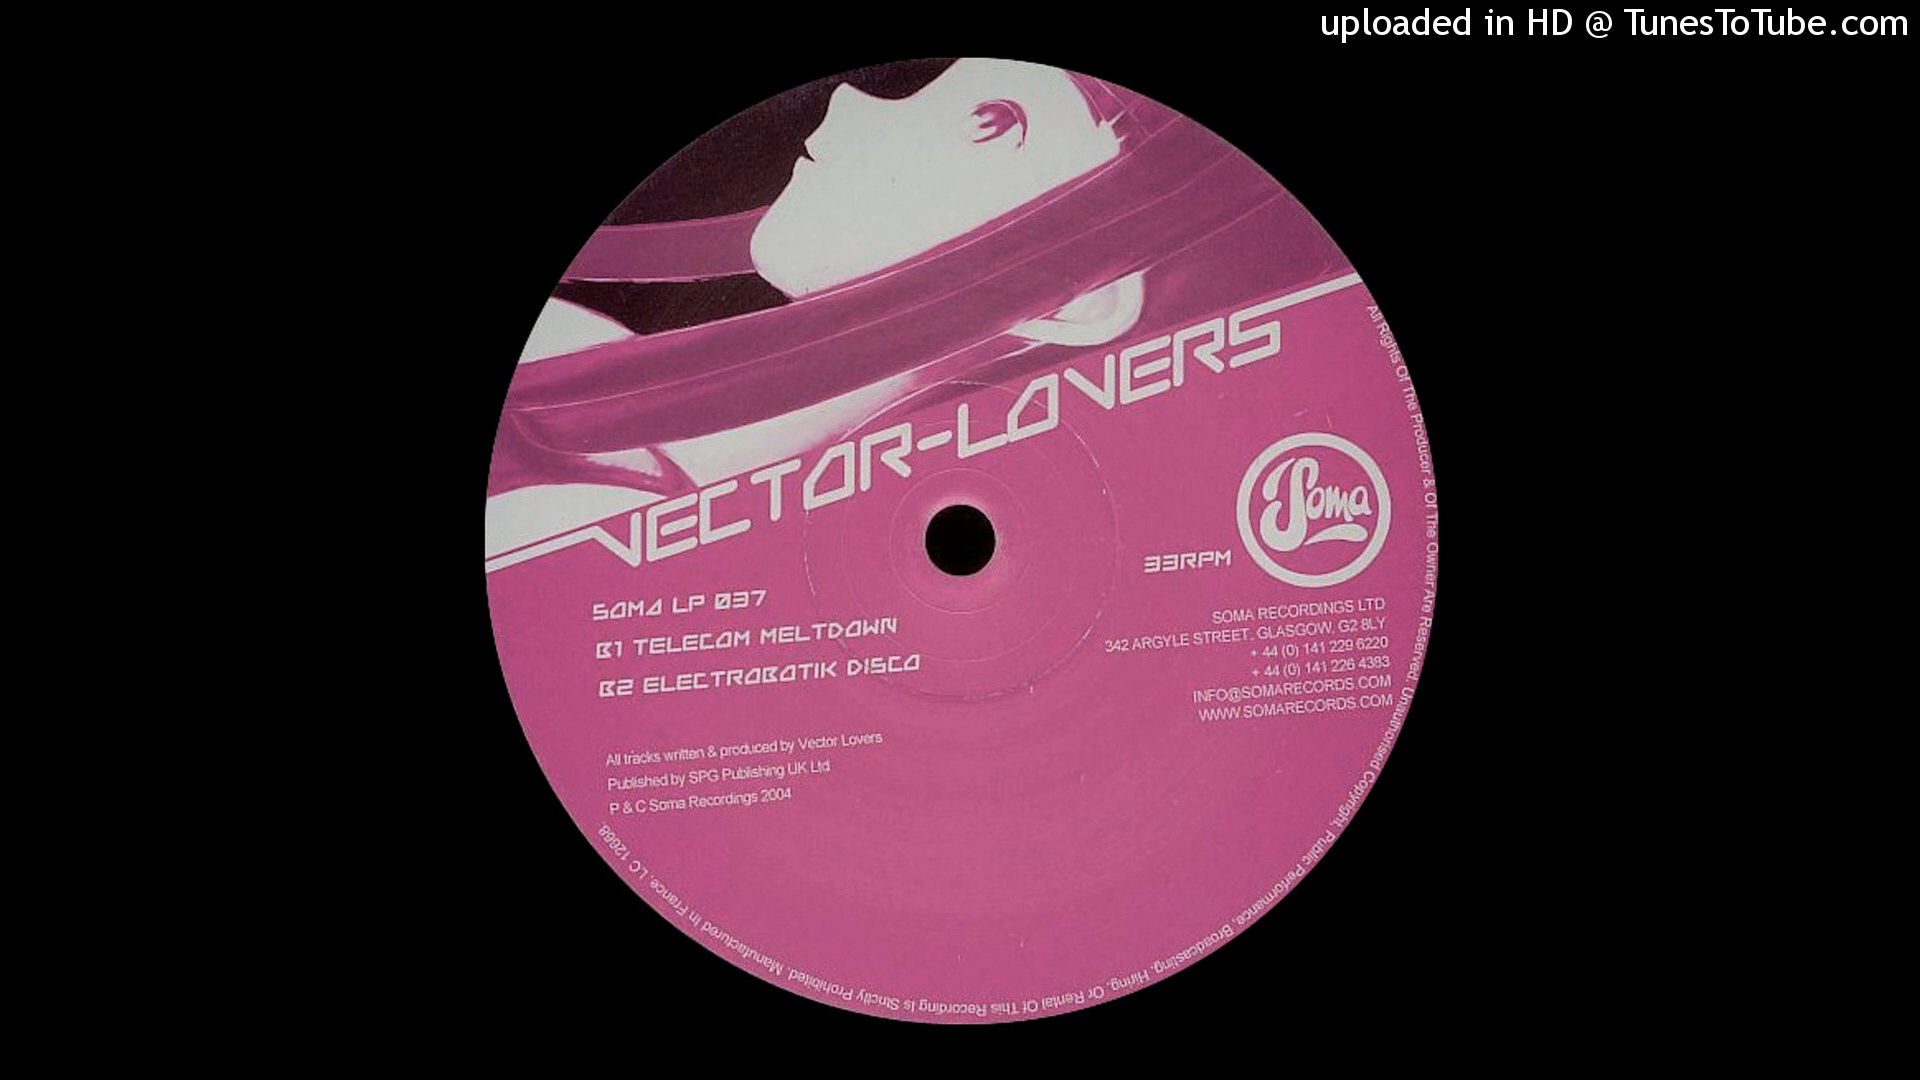 uploaded in HD @ TunesToTube.com
VECTOR-LOVERS
Soma
33RPM
SOMA LP 037
B1 TELECOM MELTDOWN
B2 ELECTROBOTIK DISCO
SOMA RECORDINGS LTD
342 ARGYLE STREET, GLASGOW, G2 8LY
+ 44 (0) 141 229 6220
+ 44 (0) 141 226 4383
INFO@SOMARECORDS.COM
WWW.SOMARECORDS.COM
All tracks written & produced by Vector Lovers
Published by SPG Publishing UK Ltd
P & C Soma Recordings 2004
All Rights Of The Producer & Of The Owner Are Reserved. Unauthorised Copyright, Public Performance, Broadcasting, Hiring, Or Rental Of This Recording Is Strictly Prohibited. Manufactured In France. LC 12668.